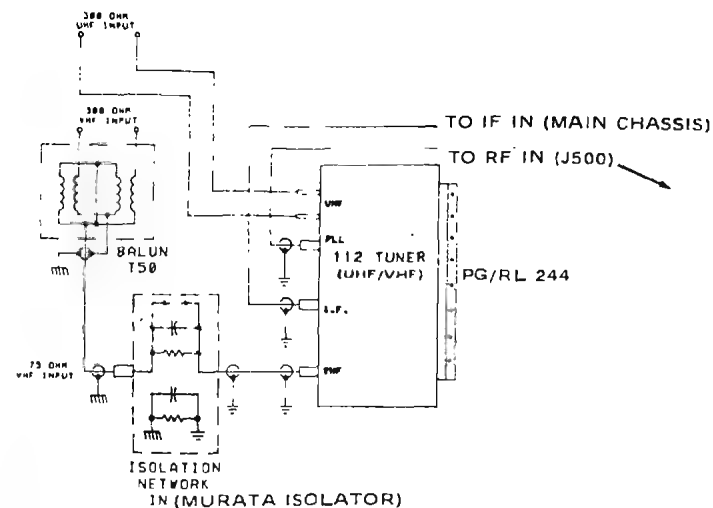 300 OHM
UHF INPUT
300 OHM
VHF INPUT
TO IF IN (MAIN CHASSIS)
TO RF IN (J500)
UHF
PLL
112 TUNER
(UHF/VHF)
PG/RL 244
I.F.
VHF
BALUN
T50
75 OHM
VHF INPUT
ISOLATION
NETWORK
IN (MURATA ISOLATOR)